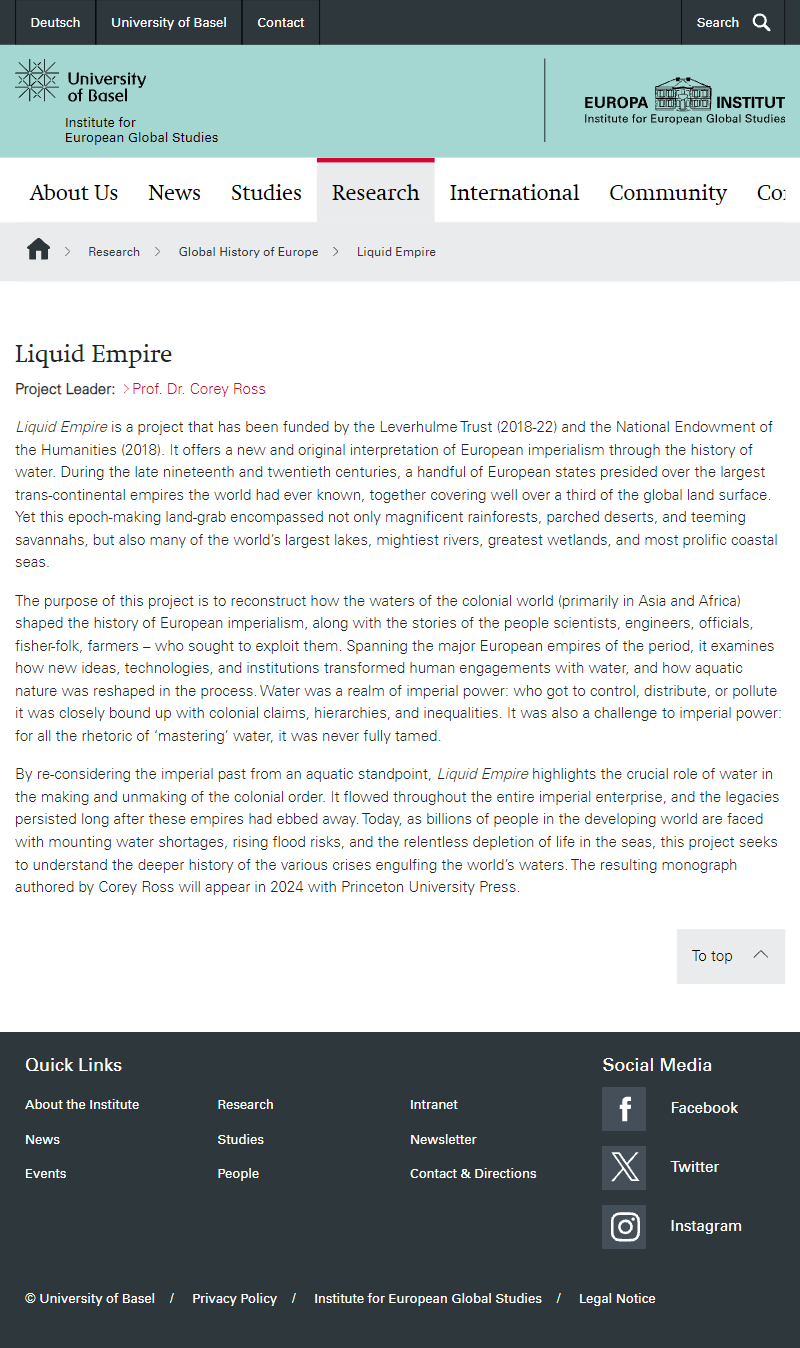 Deutsch
University of Basel
Contact
Search
University
of Basel
Institute for
European Global Studies
EUROPA INSTITUT
Institute for European Global Studies
About Us
News
Studies
Research
International
Community
Research
Global History of Europe
Liquid Empire
Liquid Empire
Project Leader: Prof. Dr. Corey Ross
Liquid Empire is a project that has been funded by the Leverhulme Trust (2018-22) and the National Endowment of
the Humanities (2018). It offers a new and original interpretation of European imperialism through the history of
water. During the late nineteenth and twentieth centuries, a handful of European states presided over the largest
trans-continental empires the world had ever known, together covering well over a third of the global land surface.
Yet this epoch-making land-grab encompassed not only magnificent rainforests, parched deserts, and teeming
savannahs, but also many of the world’s largest lakes, mightiest rivers, greatest wetlands, and most prolific coastal
seas.
The purpose of this project is to reconstruct how the waters of the colonial world (primarily in Asia and Africa)
shaped the history of European imperialism, along with the stories of the people scientists, engineers, officials,
fisher-folk, farmers – who sought to exploit them. Spanning the major European empires of the period, it examines
how new ideas, technologies, and institutions transformed human engagements with water, and how aquatic
nature was reshaped in the process. Water was a realm of imperial power: who got to control, distribute, or pollute
it was closely bound up with colonial claims, hierarchies, and inequalities. It was also a challenge to imperial power:
for all the rhetoric of ‘mastering’ water, it was never fully tamed.
By re-considering the imperial past from an aquatic standpoint, Liquid Empire highlights the crucial role of water in
the making and unmaking of the colonial order. It flowed throughout the entire imperial enterprise, and the legacies
persisted long after these empires had ebbed away. Today, as billions of people in the developing world are faced
with mounting water shortages, rising flood risks, and the relentless depletion of life in the seas, this project seeks
to understand the deeper history of the various crises engulfing the world’s waters. The resulting monograph
authored by Corey Ross will appear in 2024 with Princeton University Press.
To top
Quick Links
About the Institute
News
Events
Research
Studies
People
Intranet
Newsletter
Contact & Directions
Social Media
Facebook
Twitter
Instagram
© University of Basel / Privacy Policy / Institute for European Global Studies / Legal Notice